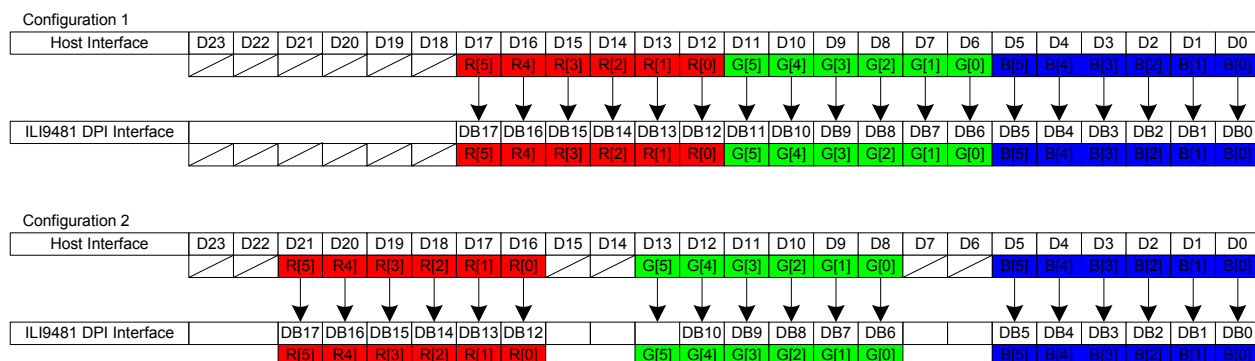 Configuration 1
Host Interface D23 D22 D21 D20 D19 D18 D17 D16 D15 D14 D13 D12 D11 D10 D9 D8 D7 D6 D5 D4 D3 D2 D1 D0
R[5] R4] R[3] R[2] R[1] R[0] G[5] G[4] G[3] G[2] G[1] G[0] B[5] B[4] B[3] B[2] B[1] B[0]
ILI9481 DPI Interface DB17 DB16 DB15 DB14 DB13 DB12 DB11 DB10 DB9 DB8 DB7 DB6 DB5 DB4 DB3 DB2 DB1 DB0
R[5] R4] R[3] R[2] R[1] R[0] G[5] G[4] G[3] G[2] G[1] G[0] B[5] B[4] B[3] B[2] B[1] B[0]
Configuration 2
Host Interface D23 D22 D21 D20 D19 D18 D17 D16 D15 D14 D13 D12 D11 D10 D9 D8 D7 D6 D5 D4 D3 D2 D1 D0
R[5] R4] R[3] R[2] R[1] R[0] G[5] G[4] G[3] G[2] G[1] G[0] B[5] B[4] B[3] B[2] B[1] B[0]
ILI9481 DPI Interface DB17 DB16 DB15 DB14 DB13 DB12 DB10 DB9 DB8 DB7 DB6 DB5 DB4 DB3 DB2 DB1 DB0
R[5] R4] R[3] R[2] R[1] R[0] G[5] G[4] G[3] G[2] G[1] G[0] B[5] B[4] B[3] B[2] B[1] B[0]